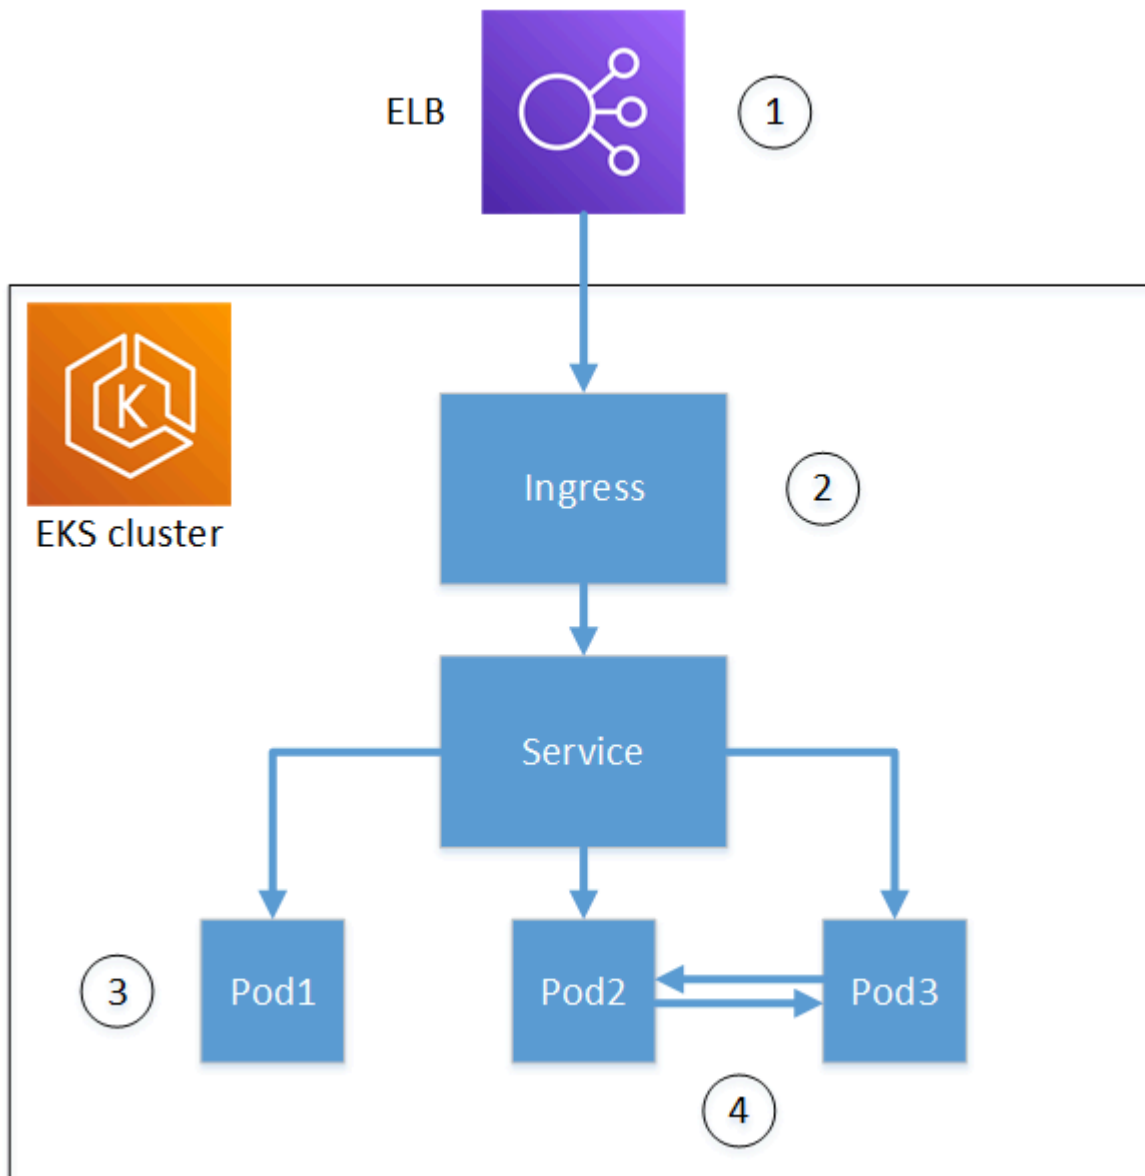 ELB
1
K
EKS cluster
Ingress
2
Service
3
Pod1
Pod2
Pod3
4